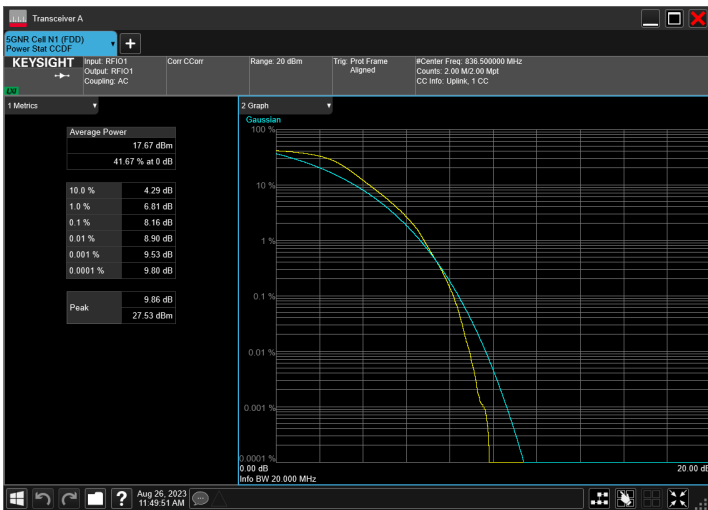 Transceiver A
5GNR Cell N1 (FDD)
Power Stat CCDF
KEYSIGHT
Input: RFIO1
Output: RFIO1
Coupling: AC
Corr CCorr
Range: 20 dBm
Trig: Prot Frame
Aligned
#Center Freq: 836.500000 MHz
Counts: 2.00 M/2.00 Mpt
CC Info: Uplink, 1 CC
1 Metrics
Average Power
17.67 dBm
41.67 % at 0 dB
10.0 % 4.29 dB
1.0 % 6.81 dB
0.1 % 8.16 dB
0.01 % 8.90 dB
0.001 % 9.53 dB
0.0001 % 9.80 dB
Peak
9.86 dB
27.53 dBm
2 Graph
Gaussian
100 %
10 %
1 %
0.1 %
0.01 %
0.001 %
0.0001 %
0.00 dB
20.00 dB
Info BW 20.000 MHz
Aug 26, 2023
11:49:51 AM